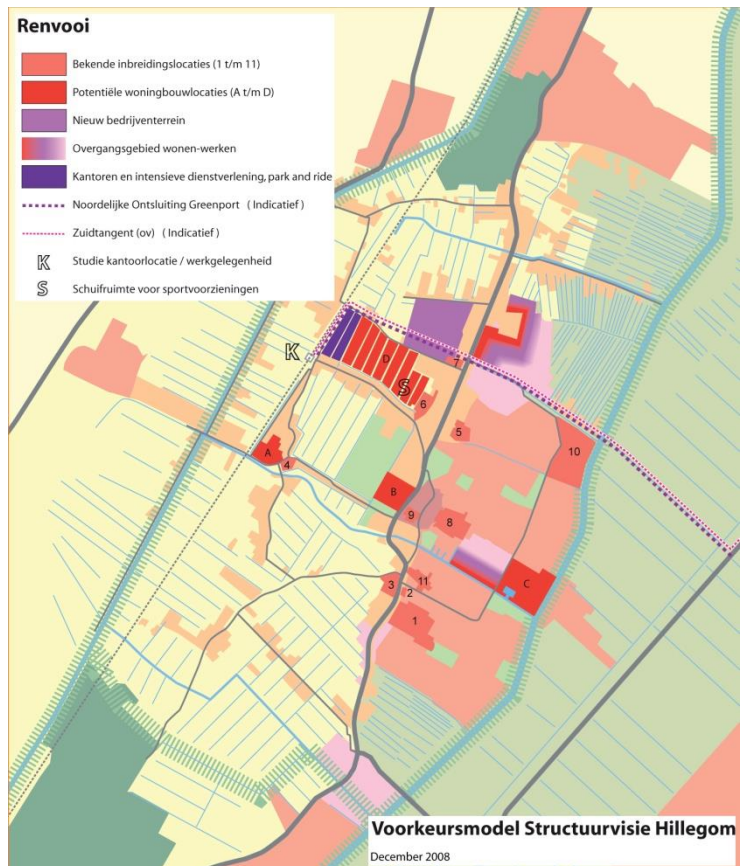 Renvooi
Bekende inbreidingslocaties (1 t/m 11)
Potentiële woningbouwlocaties (A t/m D)
Nieuw bedrijventerrein
Overgangsgebied wonen-werken
Kantoren en intensieve dienstverlening, park and ride
Noordelijke Ontsluiting Greenport ( Indicatief )
Zuidtangent (ov) ( Indicatief )
K Studie kantoorlocatie / werkgelegenheid
S Schuifruimte voor sportvoorzieningen
K
D
7
S
6
5
10
A
4
B
9
8
3
11
2
C
1
Voorkeursmodel Structuurvisie Hillegom
December 2008